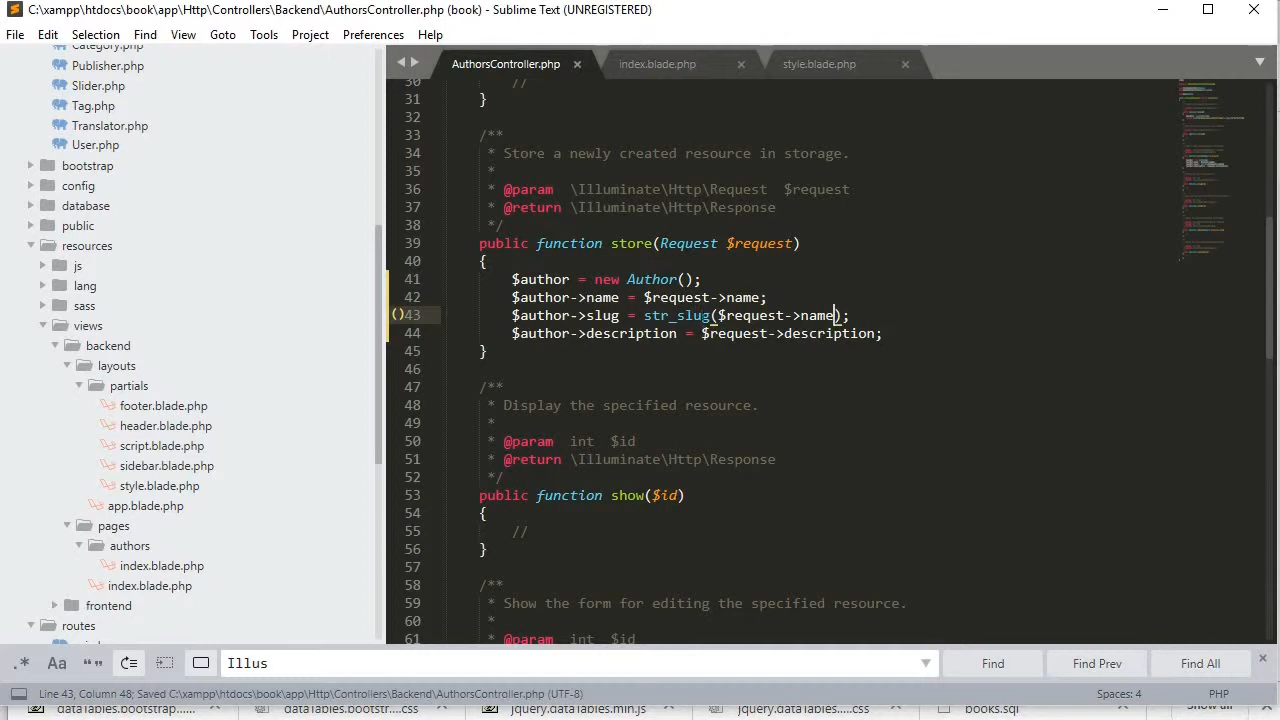 C:\xampp\htdocs\book\app\Http\Controllers\Backend\AuthorsController.php (book) - Sublime Text (UNREGISTERED)
File Edit Selection Find View Goto Tools Project Preferences Help
Category.php
Publisher.php
Slider.php
Tag.php
Translator.php
User.php
bootstrap
config
database
public
resources
js
lang
sass
views
backend
layouts
partials
footer.blade.php
header.blade.php
script.blade.php
sidebar.blade.php
style.blade.php
app.blade.php
pages
authors
index.blade.php
index.blade.php
frontend
routes
AuthorsController.php × index.blade.php × style.blade.php ×
30 //
31 }
32
33 /**
34 * Store a newly created resource in storage.
35 *
36 * @param \Illuminate\Http\Request $request
37 * @return \Illuminate\Http\Response
38 */
39 public function store(Request $request)
40 {
41 $author = new Author();
42 $author->name = $request->name;
43 $author->slug = str_slug($request->name);
44 $author->description = $request->description;
45 }
46
47 /**
48 * Display the specified resource.
49 *
50 * @param int $id
51 * @return \Illuminate\Http\Response
52 */
53 public function show($id)
54 {
55 //
56 }
57
58 /**
59 * Show the form for editing the specified resource.
60 *
61 * @param int $id
.* Aa “” Illus Find Find Prev Find All
Line 43, Column 48; Saved C:\xampp\htdocs\book\app\Http\Controllers\Backend\AuthorsController.php (UTF-8) Spaces: 4 PHP
dataTables.bootstrap.... dataTables.bootstr....css jquery.dataTables.min.js jquery.dataTables.....css books.sql Show all